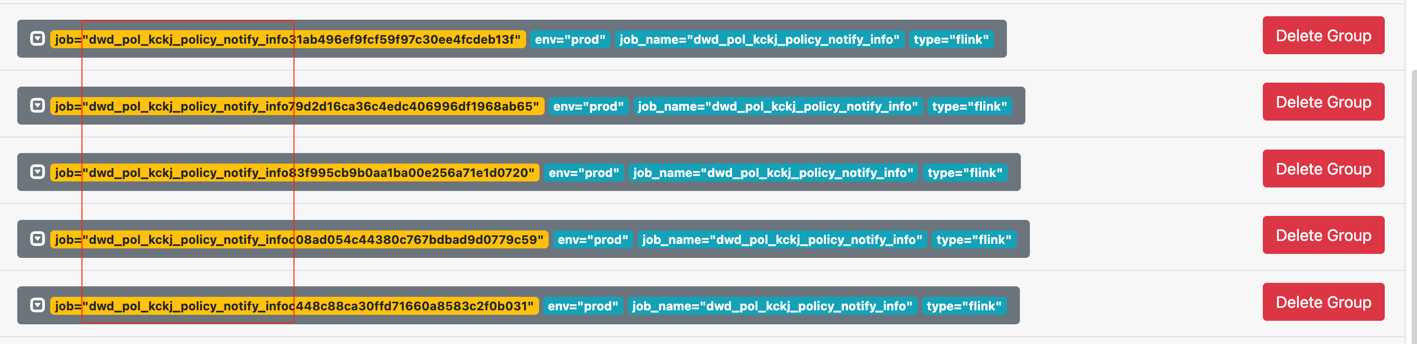 job="dwd_pol_kckj_policy_notify_info31ab496ef9fcf59f97c30ee4fcdeb13f" env="prod" job_name="dwd_pol_kckj_policy_notify_info" type="flink" Delete Group
job="dwd_pol_kckj_policy_notify_info79d2d16ca36c4edc406996df1968ab65" env="prod" job_name="dwd_pol_kckj_policy_notify_info" type="flink" Delete Group
job="dwd_pol_kckj_policy_notify_info83f995cb9b0aa1ba00e256a71e1d0720" env="prod" job_name="dwd_pol_kckj_policy_notify_info" type="flink" Delete Group
job="dwd_pol_kckj_policy_notify_infoc08ad054c44380c767bdbad9d0779c59" env="prod" job_name="dwd_pol_kckj_policy_notify_info" type="flink" Delete Group
job="dwd_pol_kckj_policy_notify_infoc448c88ca30ffd71660a8583c2f0b031" env="prod" job_name="dwd_pol_kckj_policy_notify_info" type="flink" Delete Group